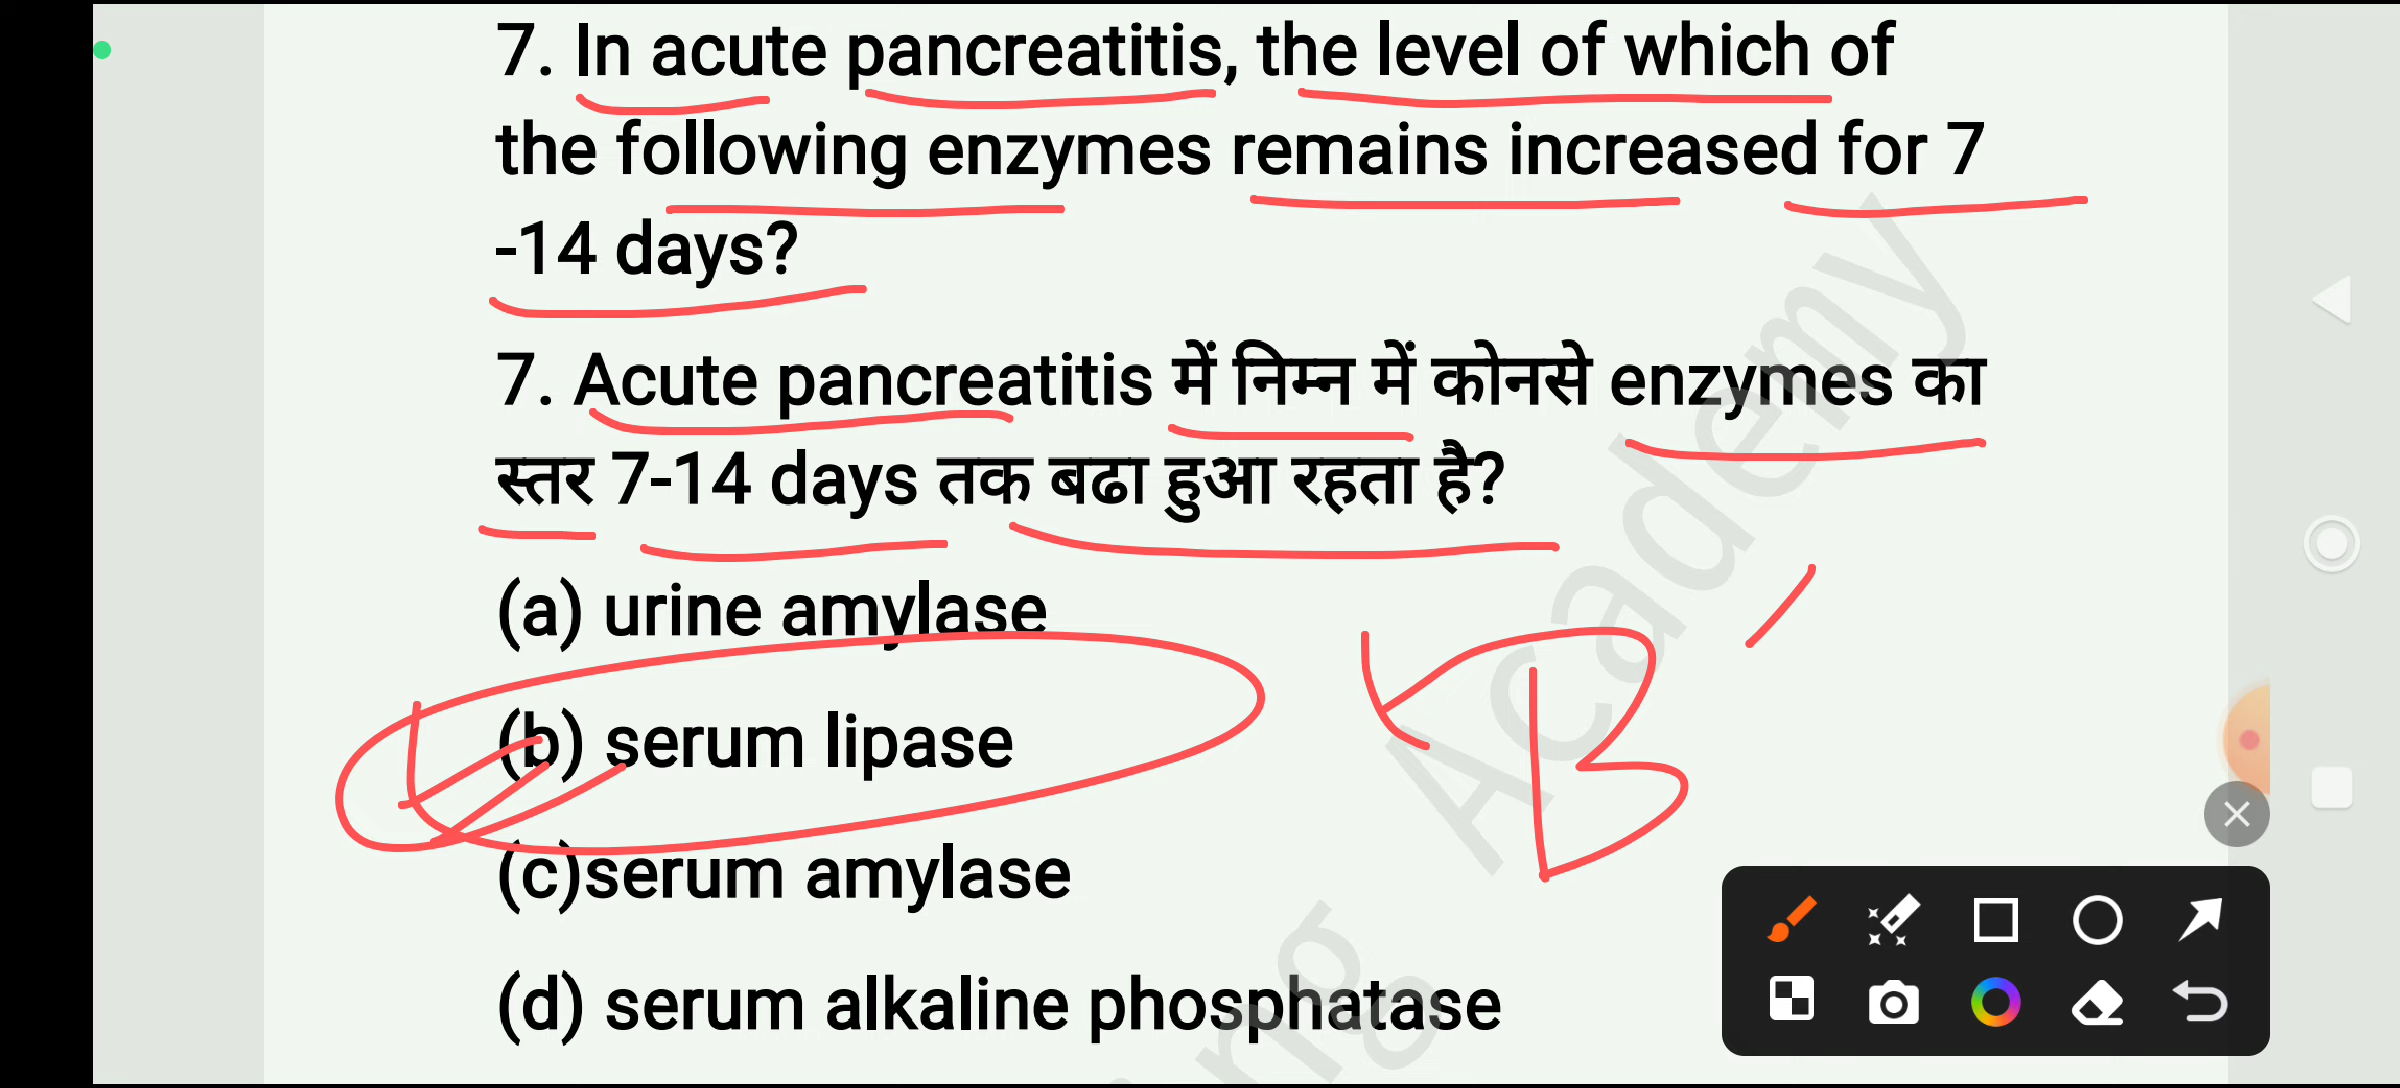 7. In acute pancreatitis, the level of which of
the following enzymes remains increased for 7
-14 days?
7. Acute pancreatitis में निम्न में कोनसे enzymes का
स्तर 7-14 days तक बढा हुआ रहता है?
(a) urine amylase
(b) serum lipase
B
(c)serum amylase
(d) serum alkaline phosphatase
ng Academy